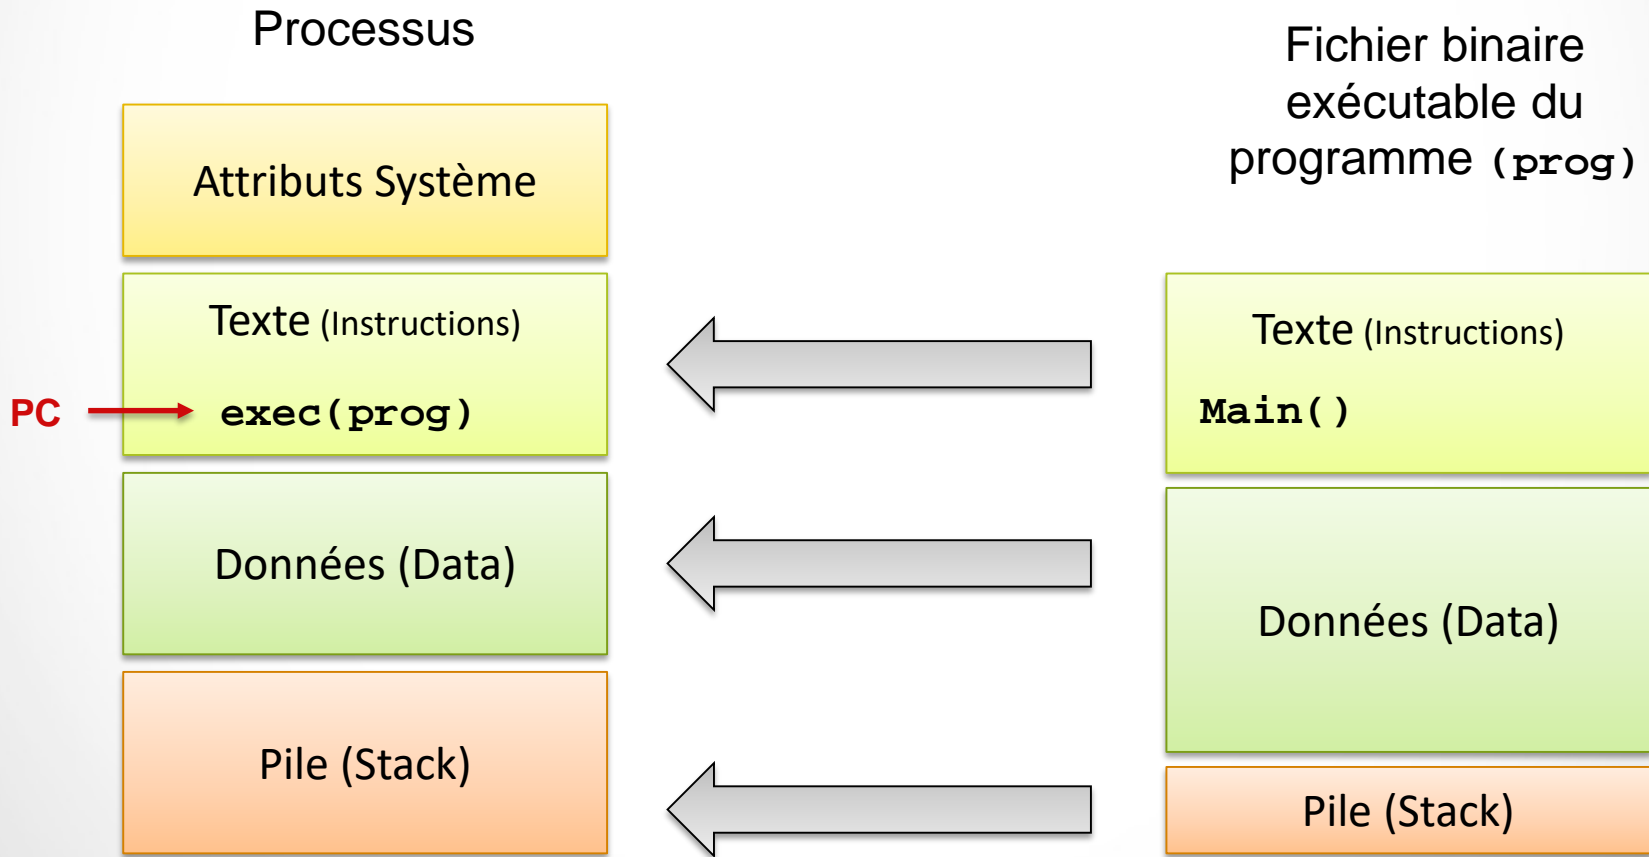 Processus
Attributs Système
Texte (Instructions)
PC
exec(prog)
Données (Data)
Pile (Stack)
Fichier binaire
exécutable du
programme (prog)
Texte (Instructions)
Main()
Données (Data)
Pile (Stack)